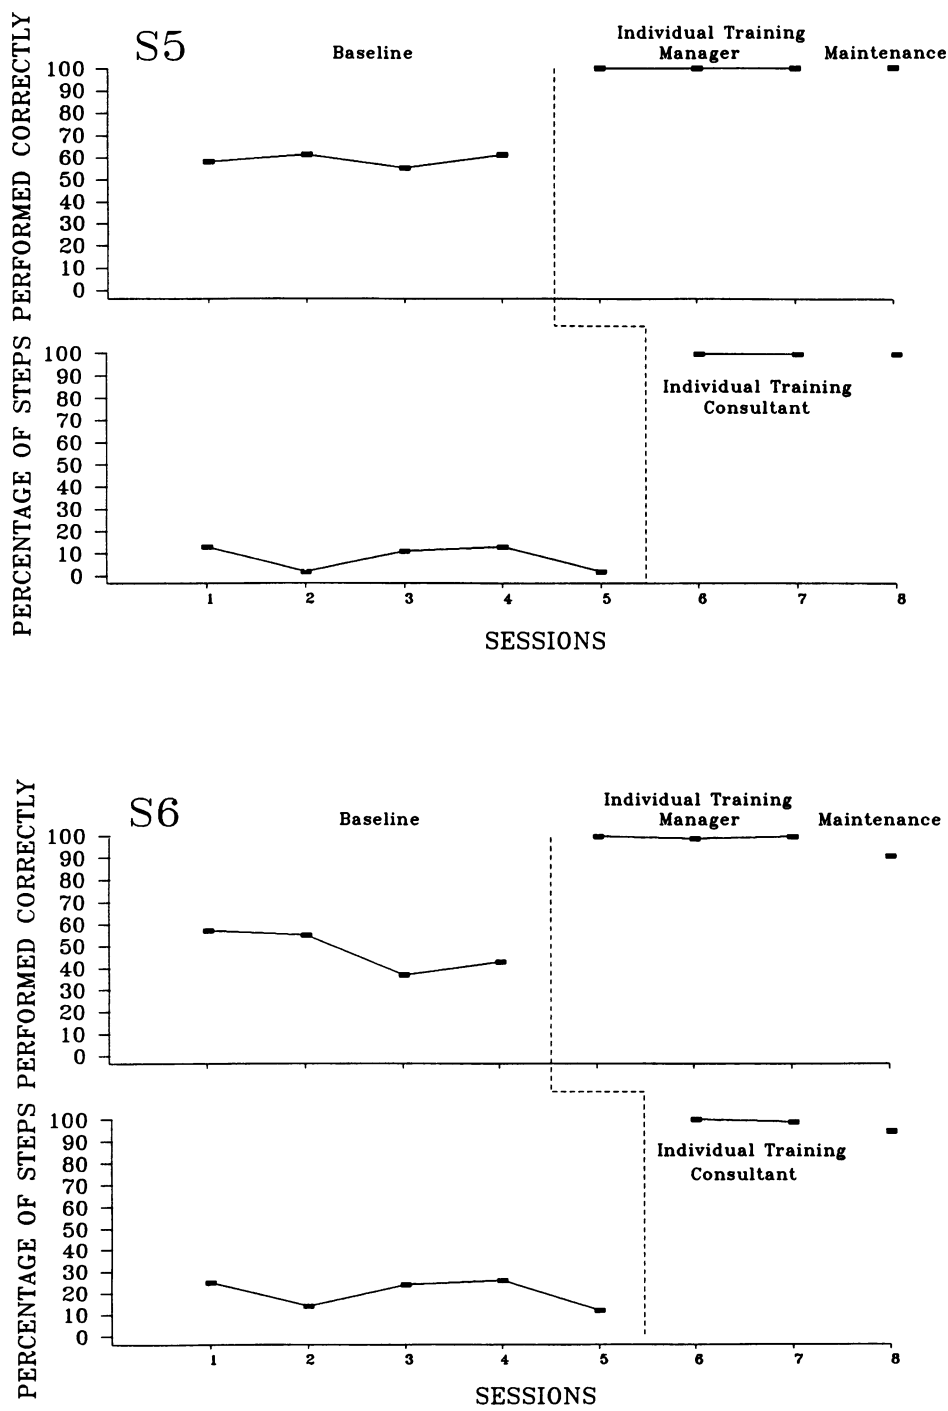 S5
Baseline
Individual Training
Manager
Maintenance
PERCENTAGE OF STEPS PERFORMED CORRECTLY
100
90
80
70
60
50
40
30
20
10
0
100
90
80
70
60
50
40
30
20
10
0
Individual Training
Consultant
1 2 3 4 5 6 7 8
SESSIONS
S6
Baseline
Individual Training
Manager
Maintenance
PERCENTAGE OF STEPS PERFORMED CORRECTLY
100
90
80
70
60
50
40
30
20
10
0
100
90
80
70
60
50
40
30
20
10
0
Individual Training
Consultant
1 2 3 4 5 6 7 8
SESSIONS